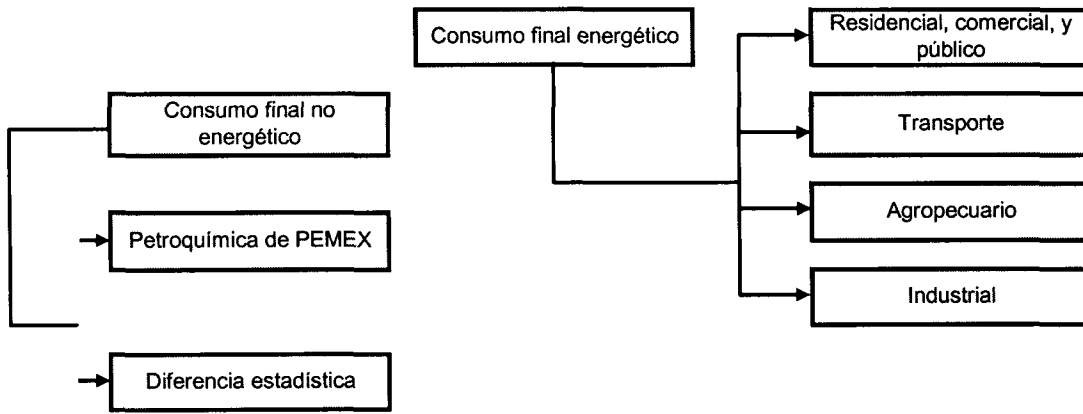 Consumo final energético
Residencial, comercial, y
público
Consumo final no
energético
Transporte
Petroquímica de PEMEX
Agropecuario
Industrial
Diferencia estadística